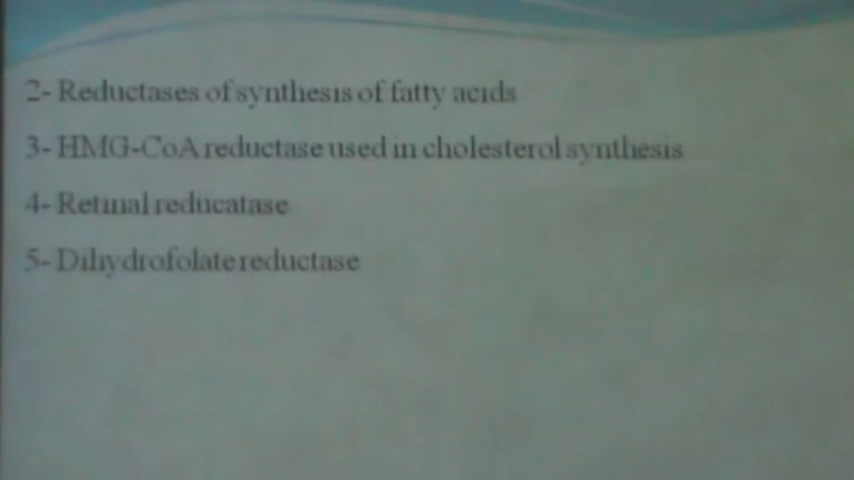 2- Reductases of synthesis of fatty acids
3- HMG-CoA reductase used in cholesterol synthesis
4- Retinal reducatase
5- Dihydrofolate reductase